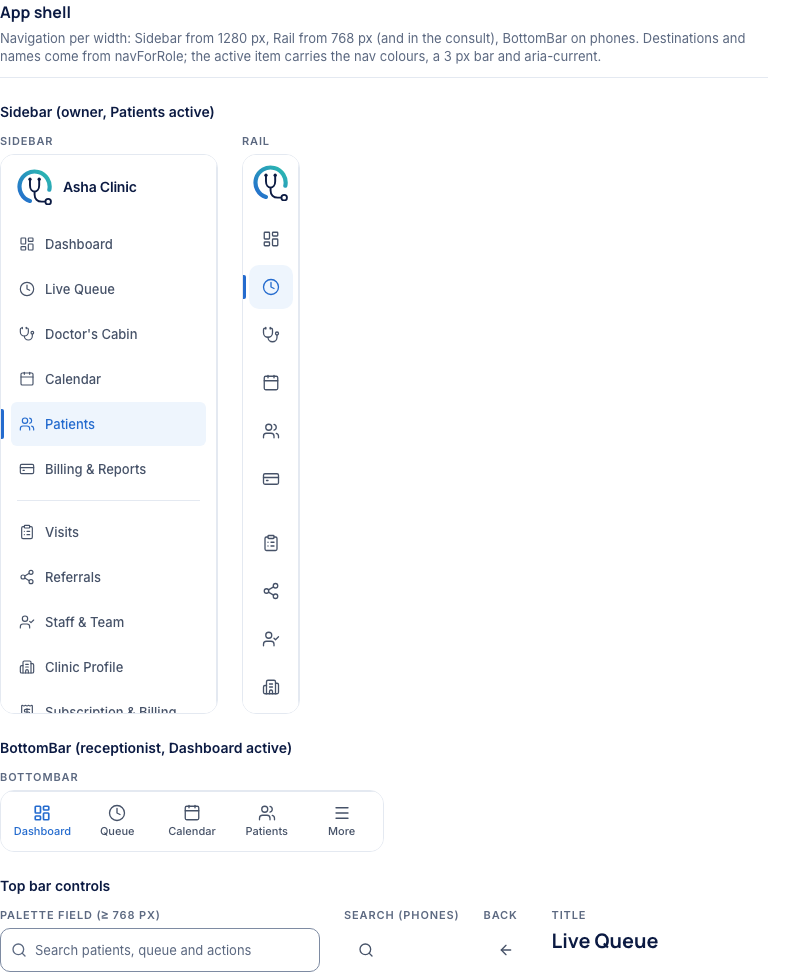 App shell
Navigation per width: Sidebar from 1280 px, Rail from 768 px (and in the consult), BottomBar on phones. Destinations and
names come from navForRole; the active item carries the nav colours, a 3 px bar and aria-current.
Sidebar (owner, Patients active)
SIDEBAR
RAIL
Asha Clinic
Dashboard
Live Queue
Doctor's Cabin
Calendar
Patients
Billing & Reports
Visits
Referrals
Staff & Team
Clinic Profile
Subscription & Billing
BottomBar (receptionist, Dashboard active)
BOTTOMBAR
Dashboard
Queue
Calendar
Patients
More
Top bar controls
PALETTE FIELD (≥ 768 PX)
SEARCH (PHONES)
BACK
TITLE
Search patients, queue and actions
Live Queue